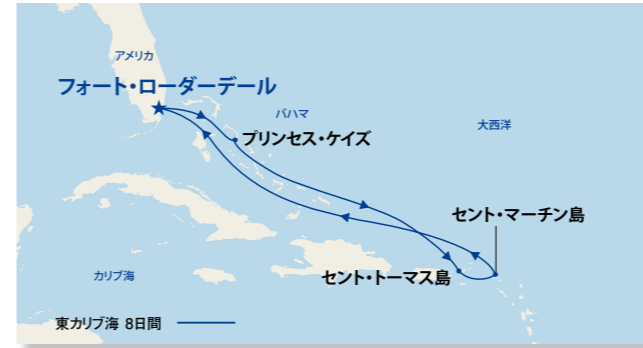 アメリカ
フォート・ローダーデール
バハマ
プリンセス・ケイズ
大西洋
セント・マーチン島
カリブ海
セント・トーマス島
東カリブ海 8日間